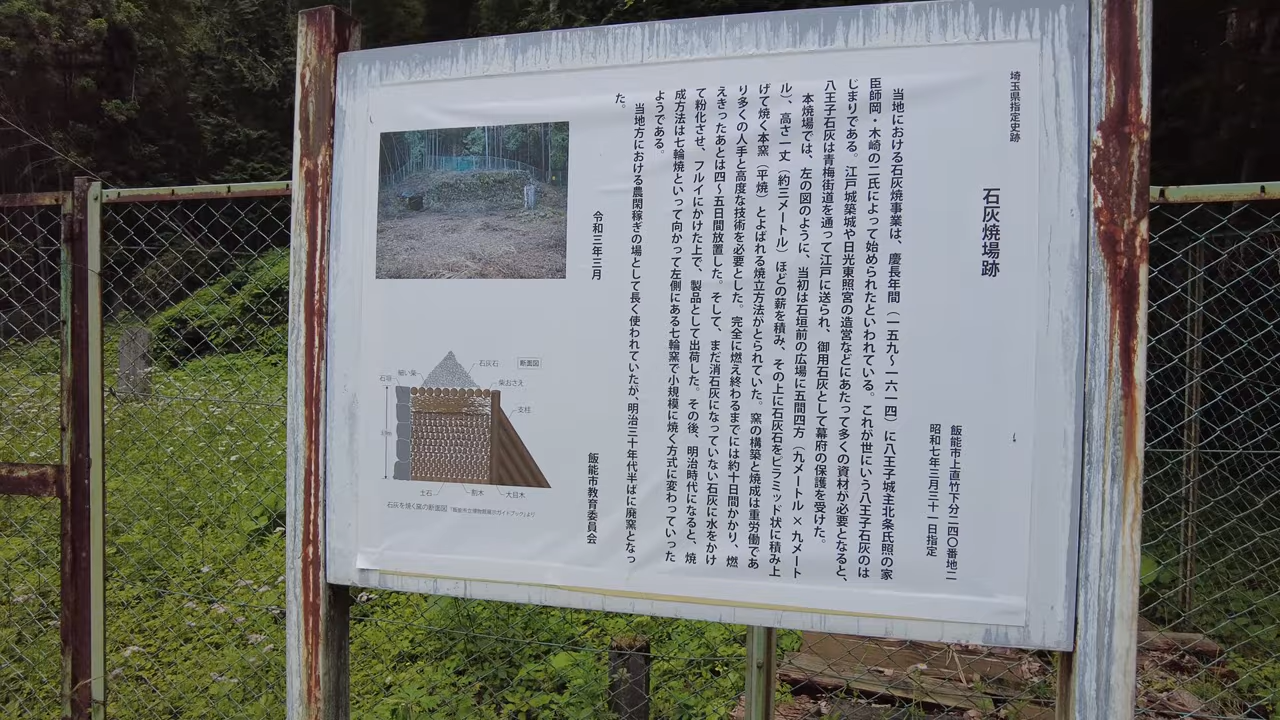 埼玉県指定史跡
石灰焼場跡
飯能市上直竹下分二四〇番地二
昭和七年三月三十一日指定
当地における石灰焼事業は、慶長年間（一五九～一六一四）に八王子城主北条氏照の家
臣師岡・木崎の二氏によって始められたといわれている。これが世にいう八王子石灰のは
じまりである。江戸城築城や日光東照宮の造営などにあたって多くの資材が必要となると、
八王子石灰は青梅街道を通って江戸に送られ、御用石灰として幕府の保護を受けた。
本焼場では、左の図のように、当初は石垣前の広場に五間四方（九メートル×九メート
ル）、高さ一丈（約三メートル）ほどの薪を積み、その上に石灰石をピラミッド状に積み上
げて焼く本窯（平焼）とよばれる焼立方法がとられていた。窯の構築と焼成は重労働であ
り多くの人手と高度な技術を必要とした。完全に燃え終わるまでには約十日間かかり、燃
えきったあとは四～五日間放置した。そして、まだ消石灰になっていない石灰に水をかけ
て粉化させ、フルイにかけた上で、製品として出荷した。その後、明治時代になると、焼
成方法は七輪焼といって向かって左側にある七輪窯で小規模に焼く方式に変わっていった
ようである。
当地方における農閑稼ぎの場として長く使われていたが、明治三十年代半ばに廃窯となっ
た。
令和三年三月
飯能市教育委員会
断面図
石灰石
細い柴
柴おさえ
石垣
支柱
土石
割木
大目木
石灰を焼く窯の断面図『飯能市立博物館展示ガイドブック』より